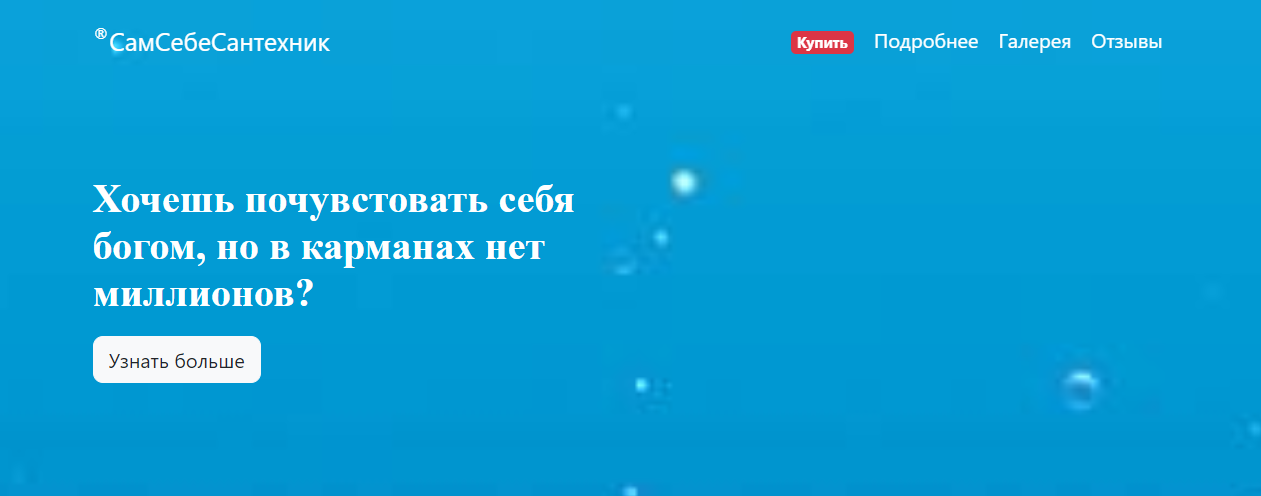 ®СамСебеСантехник
Купить Подробнее Галерея Отзывы
Хочешь почувстовать себя
богом, но в карманах нет
миллионов?
Узнать больше